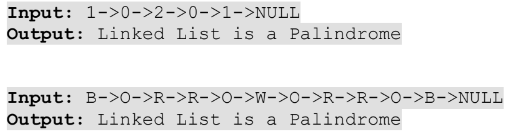 Input: 1->0->2->0->1->NULL
Output: Linked List is a Palindrome
Input: B->O->R->R->O->W->O->R->R->O->B->NULL
Output: Linked List is a Palindrome